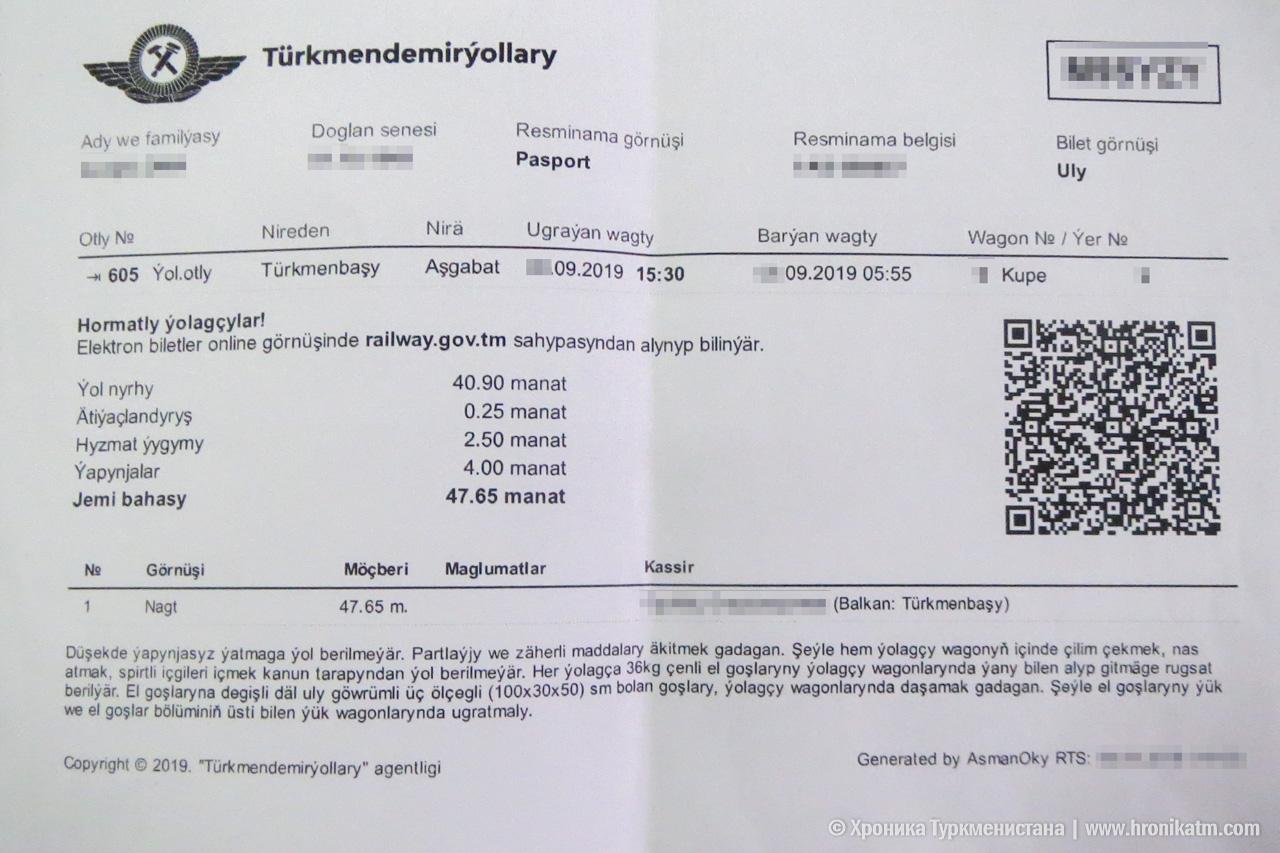 Türkmendemirýollary
Ady we familýasy Doglan senesi Resminama görnüşi Resminama belgisi Bilet görnüşi
Pasport Uly
Otly № Nireden Nirä Ugraýan wagty Barýan wagty Wagon № / Ýer №
⇥ 605 Ýol.otly Türkmenbaşy Aşgabat .09.2019 15:30 .09.2019 05:55 Kupe
Hormatly ýolagçylar!
Elektron biletler online görnüşinde railway.gov.tm sahypasyndan alynyp bilinýär.
Ýol nyrhy 40.90 manat
Ätiýaçlandyryş 0.25 manat
Hyzmat ýygymy 2.50 manat
Ýapynjalar 4.00 manat
Jemi bahasy 47.65 manat
№ Görnüşi Möçberi Maglumatlar Kassir
1 Nagt 47.65 m. (Balkan: Türkmenbaşy)
Düşekde ýapynjasyz ýatmaga ýol berilmeýär. Partlaýjy we zäherli maddalary äkitmek gadagan. Şeýle hem ýolagçy wagonyň içinde çilim çekmek, nas
atmak, spirtli içgileri içmek kanun tarapyndan ýol berilmeýär. Her ýolagça 36kg çenli el goşlaryny ýolagçy wagonlarynda ýany bilen alyp gitmäge rugsat
berilýär. El goşlaryna degişli däl uly göwrümli üç ölçegli (100x30x50) sm bolan goşlary, ýolagçy wagonlarynda daşamak gadagan. Şeýle el goşlaryny ýük
we el goşlar bölüminiň üsti bilen ýük wagonlarynda ugratmaly.
Copyright © 2019. "Türkmendemirýollary" agentligi Generated by AsmanOky RTS:
© Хроника Туркменистана | www.hronikatm.com